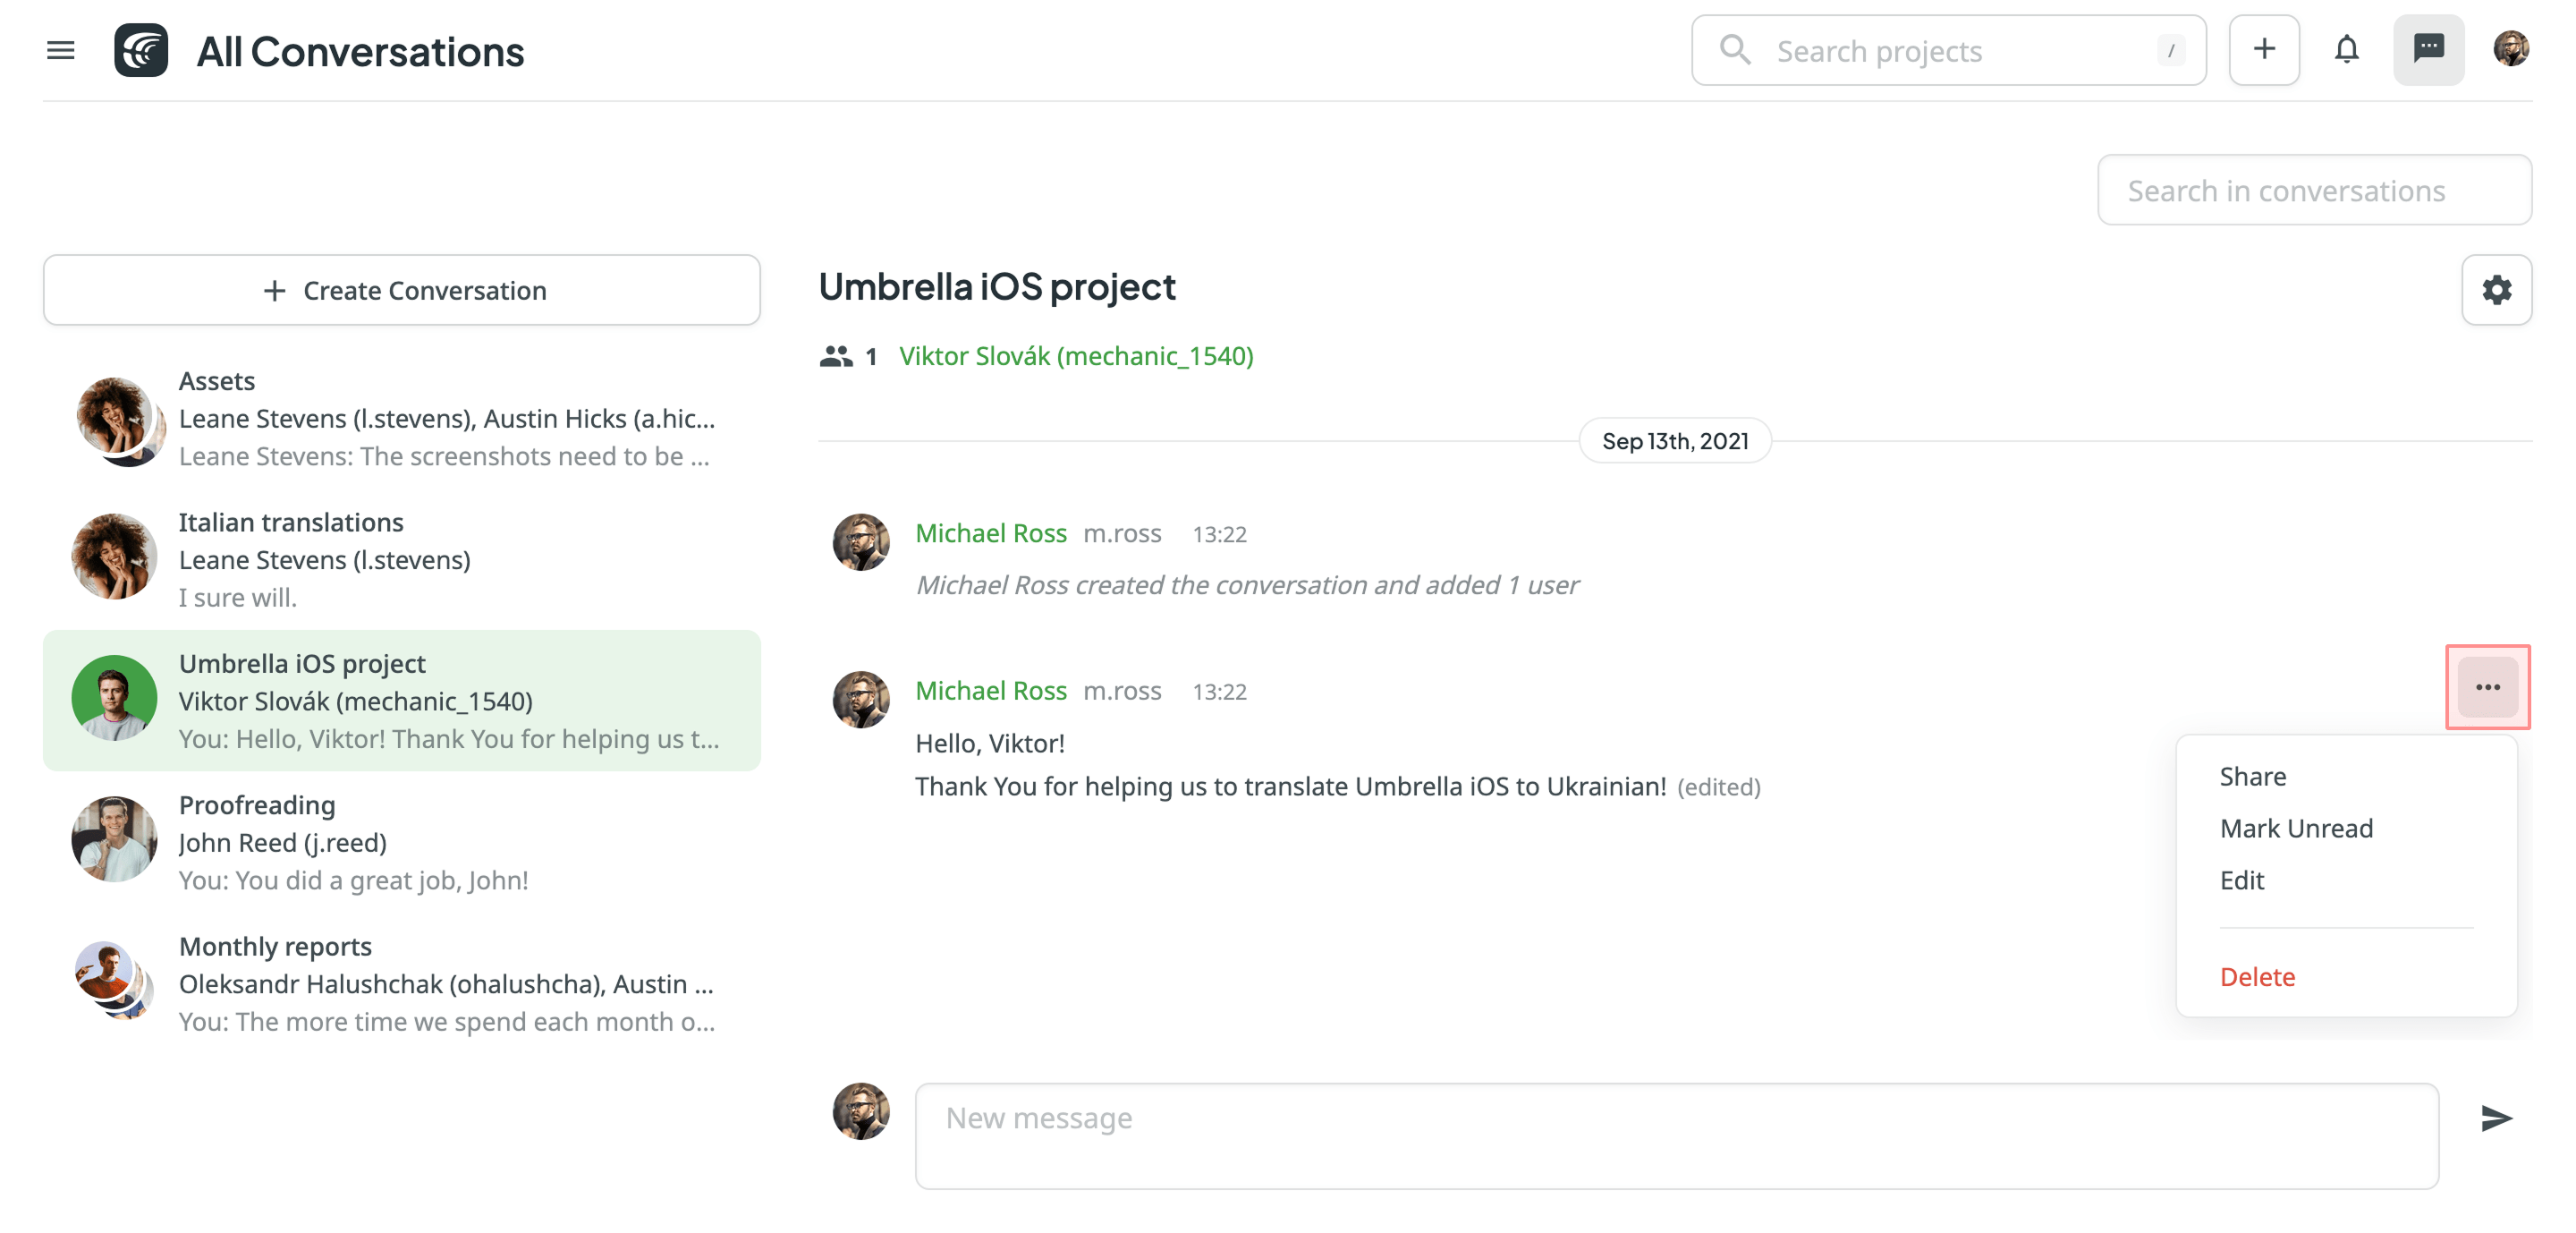 All Conversations
Search projects
/
Search in conversations
Create Conversation
Assets
Leane Stevens (l.stevens), Austin Hicks (a.hic...
Leane Stevens: The screenshots need to be ...
Italian translations
Leane Stevens (l.stevens)
I sure will.
Umbrella iOS project
Viktor Slovák (mechanic_1540)
You: Hello, Viktor! Thank You for helping us t...
Proofreading
John Reed (j.reed)
You: You did a great job, John!
Monthly reports
Oleksandr Halushchak (ohalushcha), Austin ...
You: The more time we spend each month o...
Umbrella iOS project
1 Viktor Slovák (mechanic_1540)
Sep 13th, 2021
Michael Ross m.ross 13:22
Michael Ross created the conversation and added 1 user
Michael Ross m.ross 13:22
Hello, Viktor!
Thank You for helping us to translate Umbrella iOS to Ukrainian! (edited)
Share
Mark Unread
Edit
Delete
New message